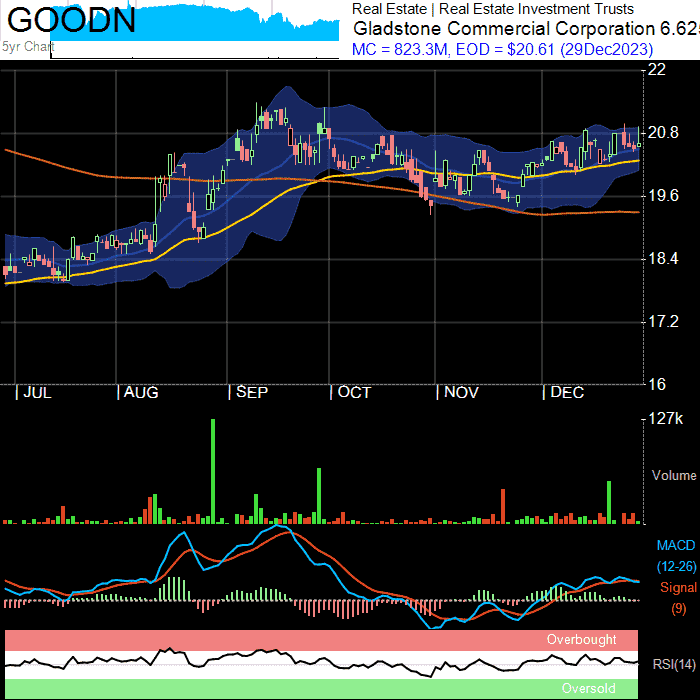 GOODN
5yr Chart
Real Estate | Real Estate Investment Trusts
Gladstone Commercial Corporation 6.62
MC = 823.3M, EOD = $20.61 (29Dec2023)
22
20.8
19.6
18.4
17.2
16
JUL AUG SEP OCT NOV DEC
127k
Volume
MACD
(12-26)
Signal
(9)
Overbought
RSI(14)
Oversold